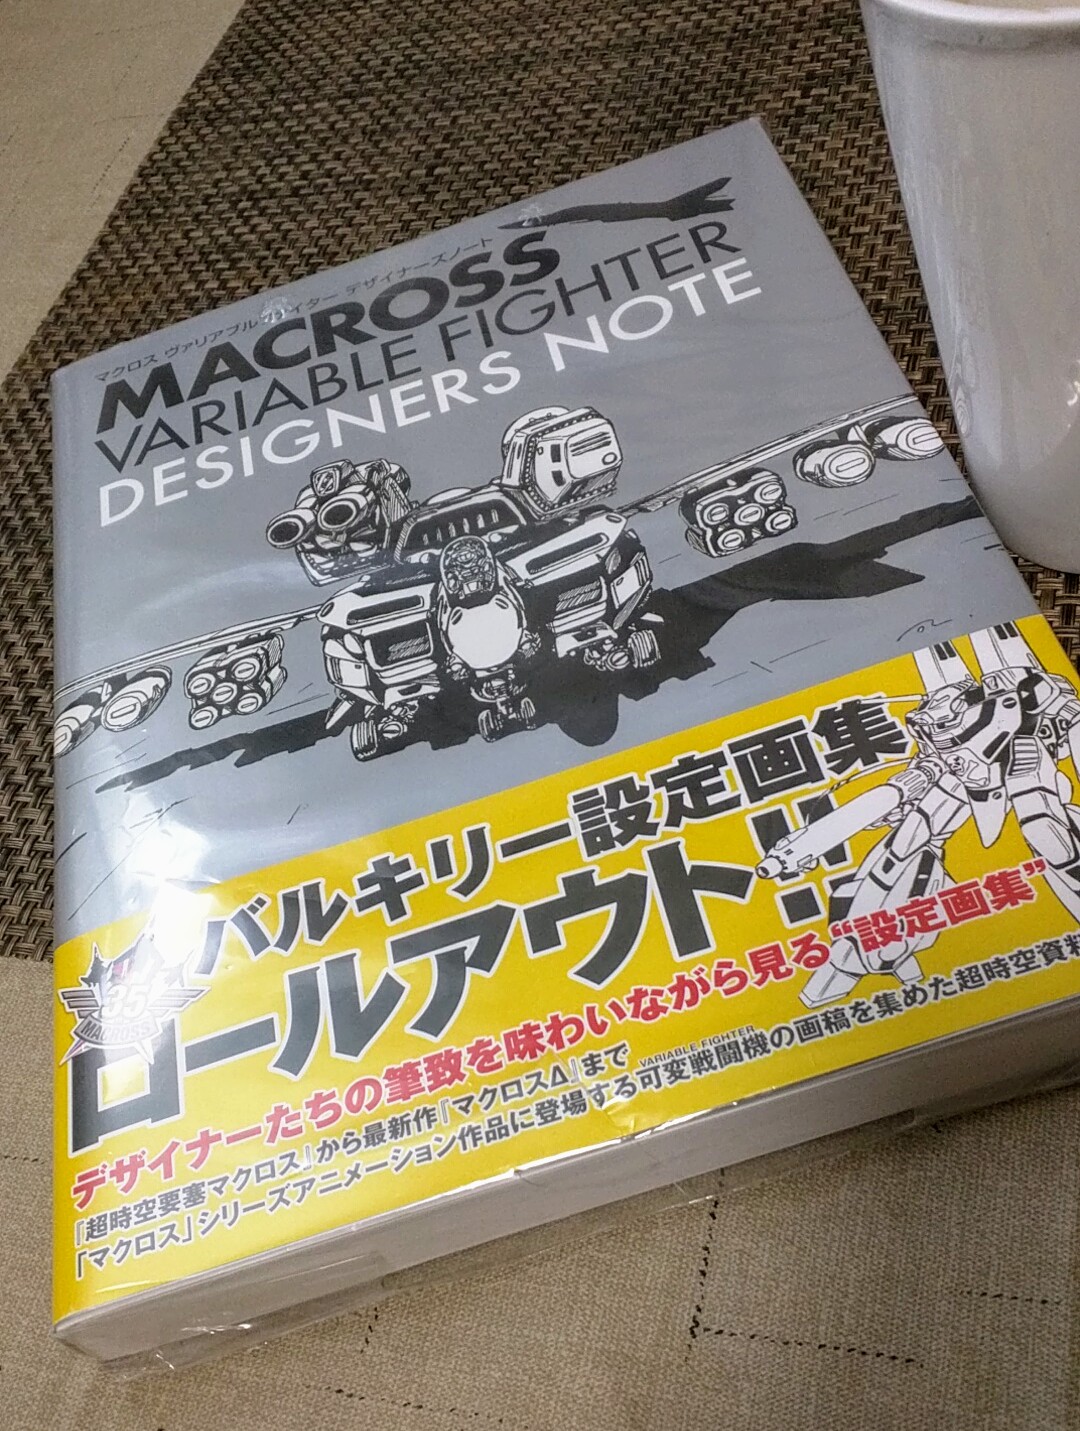 マクロス ヴァリアブルファイター デザイナーズノート
MACROSS
VARIABLE FIGHTER
DESIGNERS NOTE
バルキリー設定画集
ロールアウト!!
デザイナーたちの筆致を味わいながら見る“設定画集”
『超時空要塞マクロス』から最新作『マクロスΔ』まで
VARIABLE FIGHTER
「マクロス」シリーズアニメーション作品に登場する可変戦闘機の画稿を集めた超時空資料
35
MACROSS